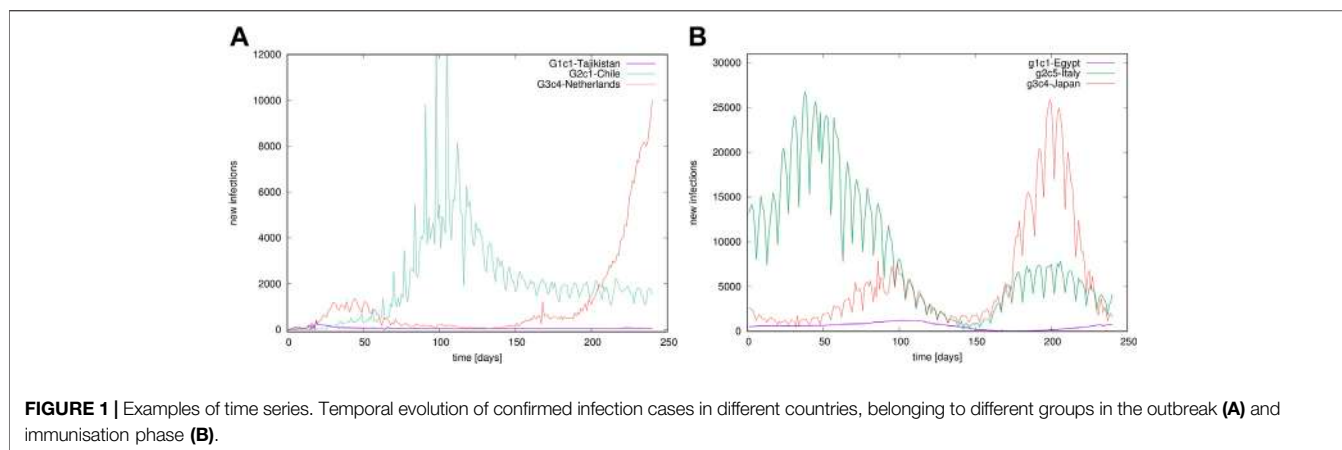 A
B
12000
10000
8000
6000
4000
2000
0
new infections
G1c1-Tajikistan
G2c1-Chile
G3c4-Netherlands
0 50 100 150 200 250
time [days]
30000
25000
20000
15000
10000
5000
0
new infections
g1c1-Egypt
g2c5-Italy
g3c4-Japan
0 50 100 150 200 250
time [days]
FIGURE 1 | Examples of time series. Temporal evolution of confirmed infection cases in different countries, belonging to different groups in the outbreak (A) and
immunisation phase (B).